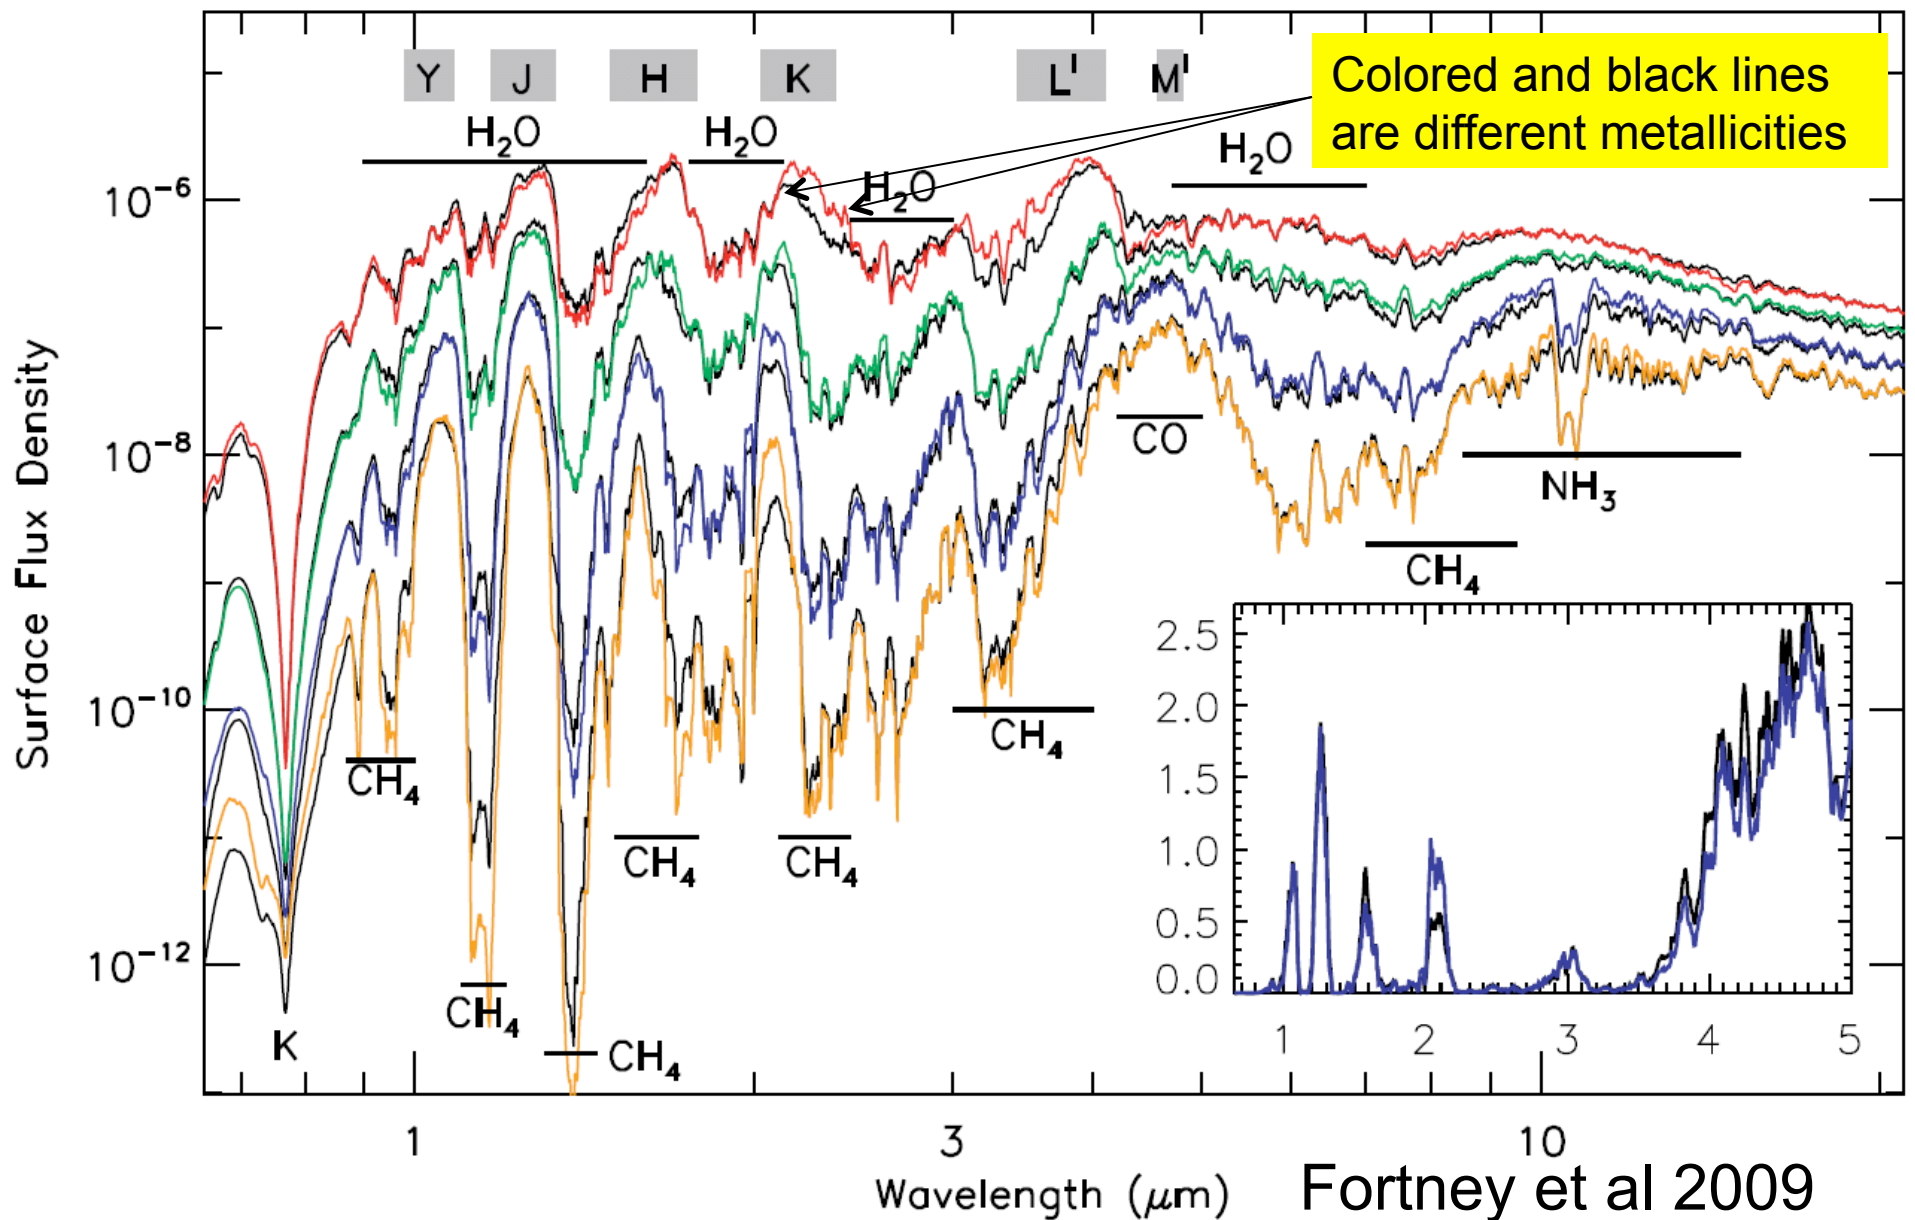 Y J H K L' M'
Colored and black lines
are different metallicities
H₂O H₂O H₂O
H₂O
10⁻⁶
10⁻⁸
10⁻¹⁰
10⁻¹²
Surface Flux Density
CO
NH₃
CH₄
CH₄
CH₄
CH₄
CH₄
CH₄
CH₄
K
2.5
2.0
1.5
1.0
0.5
0.0
1 2 3 4 5
1 3 10
Wavelength (μm)
Fortney et al 2009